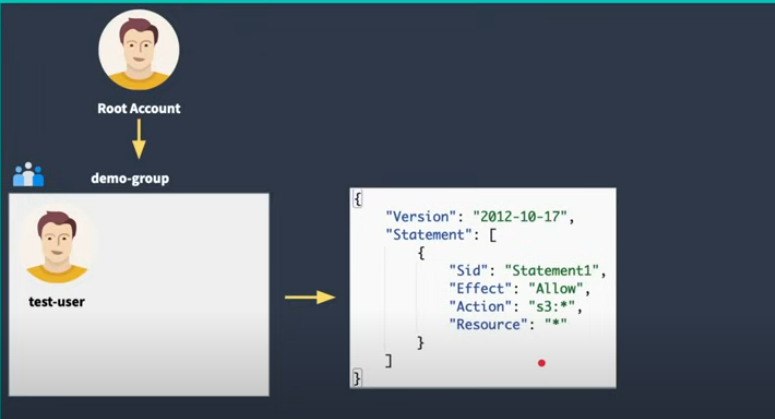 Root Account
demo-group
test-user
{
"Version": "2012-10-17",
"Statement": [
{
"Sid": "Statement1",
"Effect": "Allow",
"Action": "s3:*",
"Resource": "*"
}
]
}